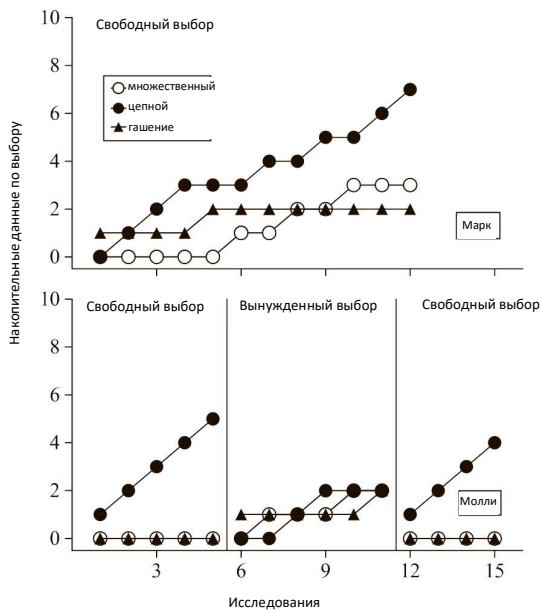 Накопительные данные по выбору
10
8
6
4
2
0
Свободный выбор
множественный
цепной
гашение
Марк
Свободный выбор
Вынужденный выбор
Свободный выбор
10
8
6
4
2
0
Молли
3
6
9
12
15
Исследования